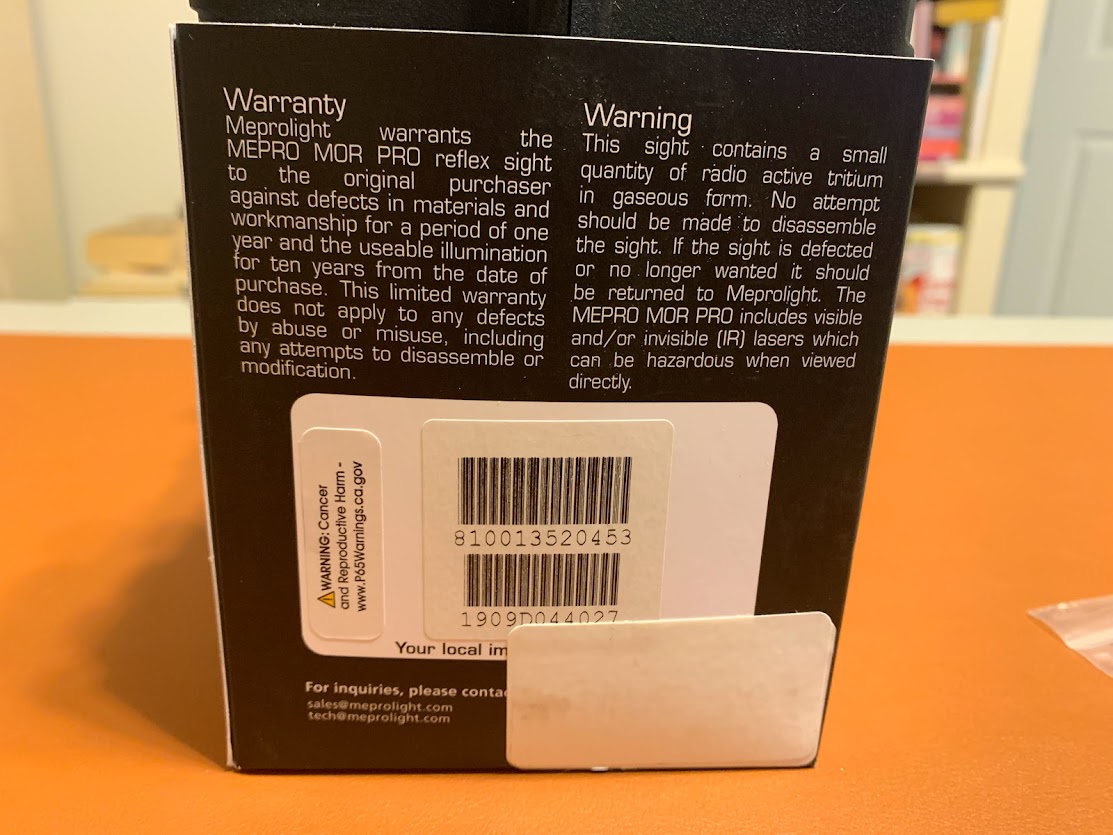 Warranty
Meprolight warrants the
MEPRO MOR PRO reflex sight
to the original purchaser
against defects in materials and
workmanship for a period of one
year and the useable illumination
for ten years from the date of
purchase. This limited warranty
does not apply to any defects
by abuse or misuse, including
any attempts to disassemble or
modification.
Warning
This sight contains a small
quantity of radio active tritium
in gaseous form. No attempt
should be made to disassemble
the sight. If the sight is defected
or no longer wanted it should
be returned to Meprolight. The
MEPRO MOR PRO includes visible
and/or invisible (IR) lasers which
can be hazardous when viewed
directly.
WARNING: Cancer
and Reproductive Harm -
www.P65Warnings.ca.gov
810013520453
1909D044027
Your local im
For inquiries, please contac
sales@meprolight.com
tech@meprolight.com